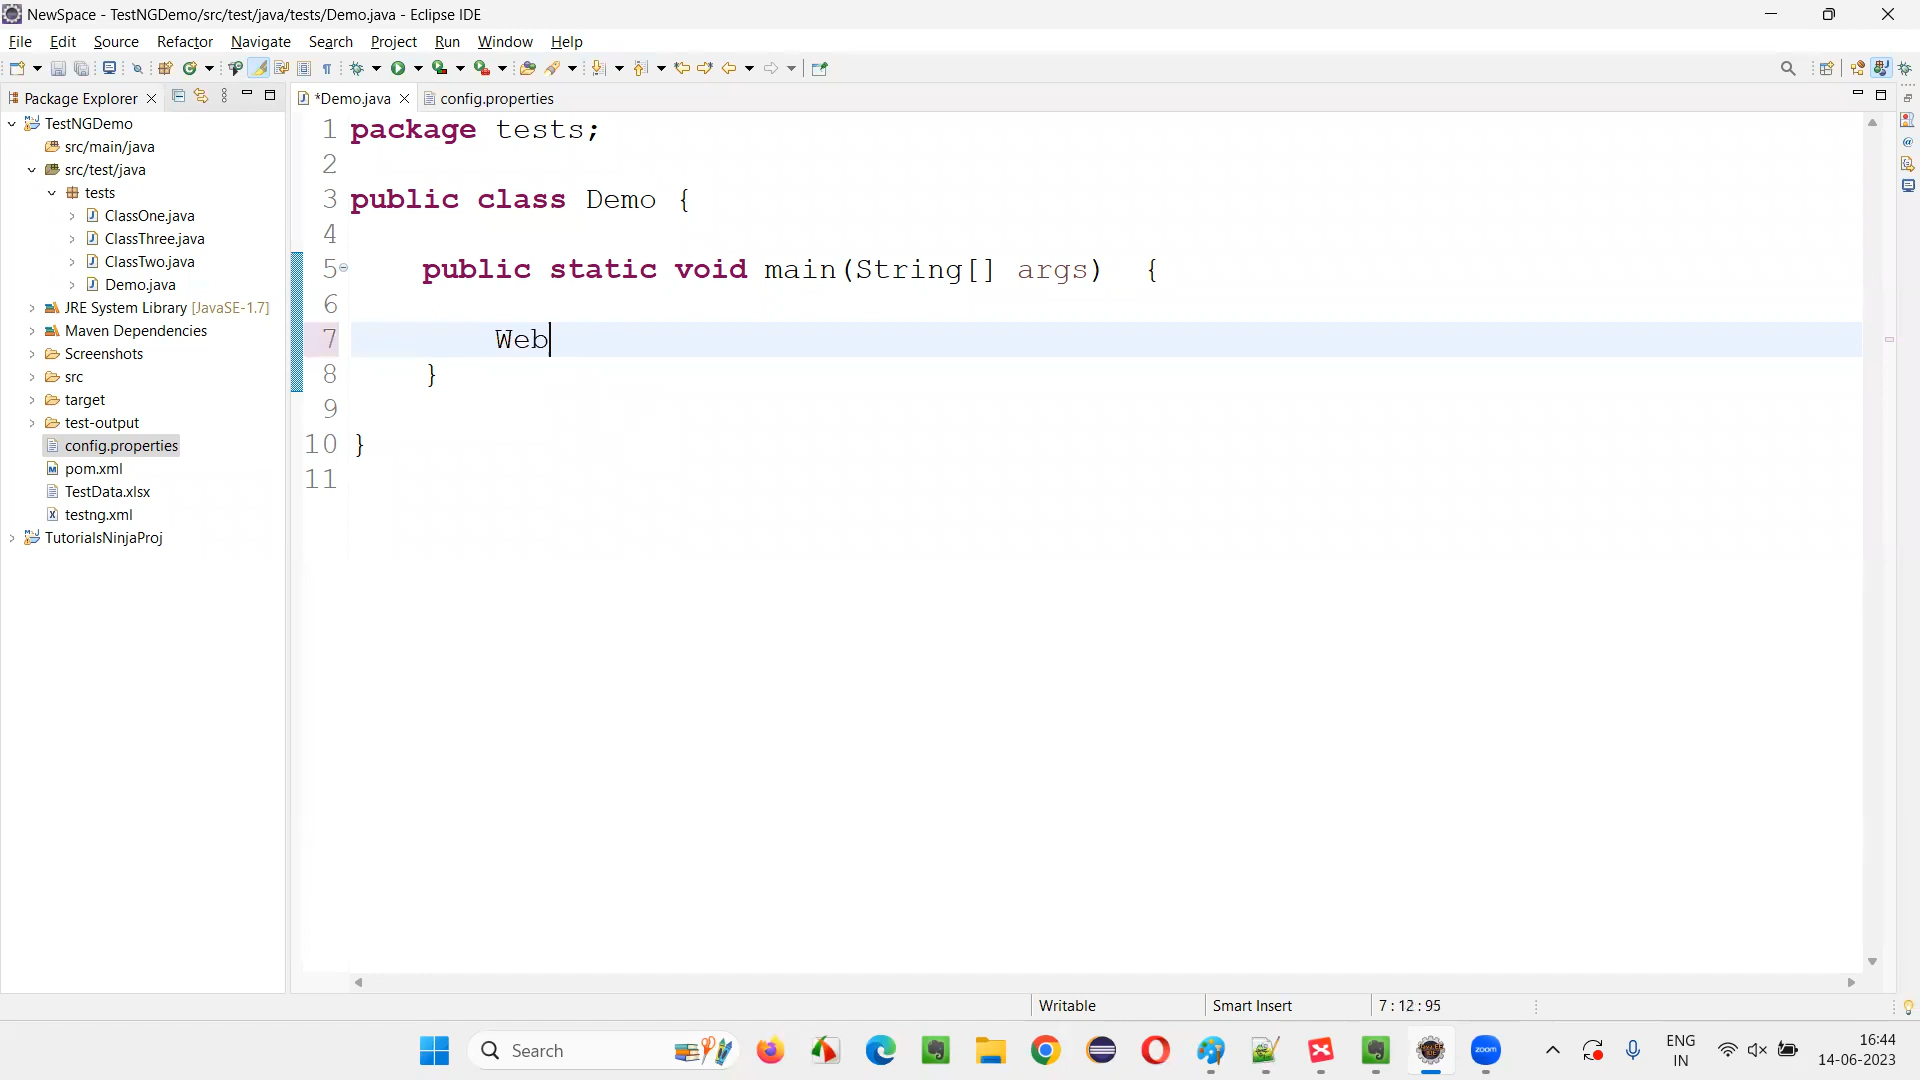 NewSpace - TestNGDemo/src/test/java/tests/Demo.java - Eclipse IDE
File Edit Source Refactor Navigate Search Project Run Window Help
Package Explorer
*Demo.java
config.properties
TestNGDemo
src/main/java
src/test/java
tests
ClassOne.java
ClassThree.java
ClassTwo.java
Demo.java
JRE System Library [JavaSE-1.7]
Maven Dependencies
Screenshots
src
target
test-output
config.properties
pom.xml
TestData.xlsx
testng.xml
TutorialsNinjaProj
1 package tests;
2
3 public class Demo {
4
5 public static void main(String[] args) {
6
7 Web
8 }
9
10 }
11
Writable
Smart Insert
7 : 12 : 95
Search
zoom
ENG
IN
16:44
14-06-2023